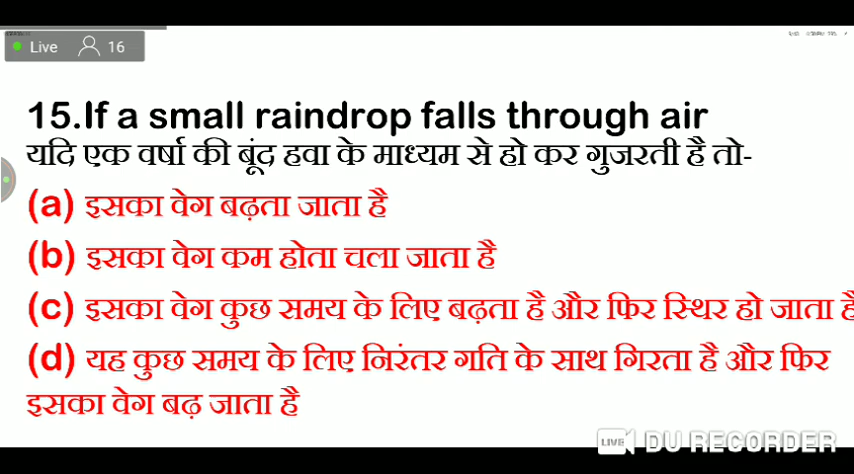 Live 16
15.If a small raindrop falls through air
यदि एक वर्षा की बूंद हवा के माध्यम से हो कर गुजरती है तो-
(a) इसका वेग बढ़ता जाता है
(b) इसका वेग कम होता चला जाता है
(c) इसका वेग कुछ समय के लिए बढ़ता है और फिर स्थिर हो जाता है
(d) यह कुछ समय के लिए निरंतर गति के साथ गिरता है और फिर
इसका वेग बढ़ जाता है
LIVE DU RECORDER